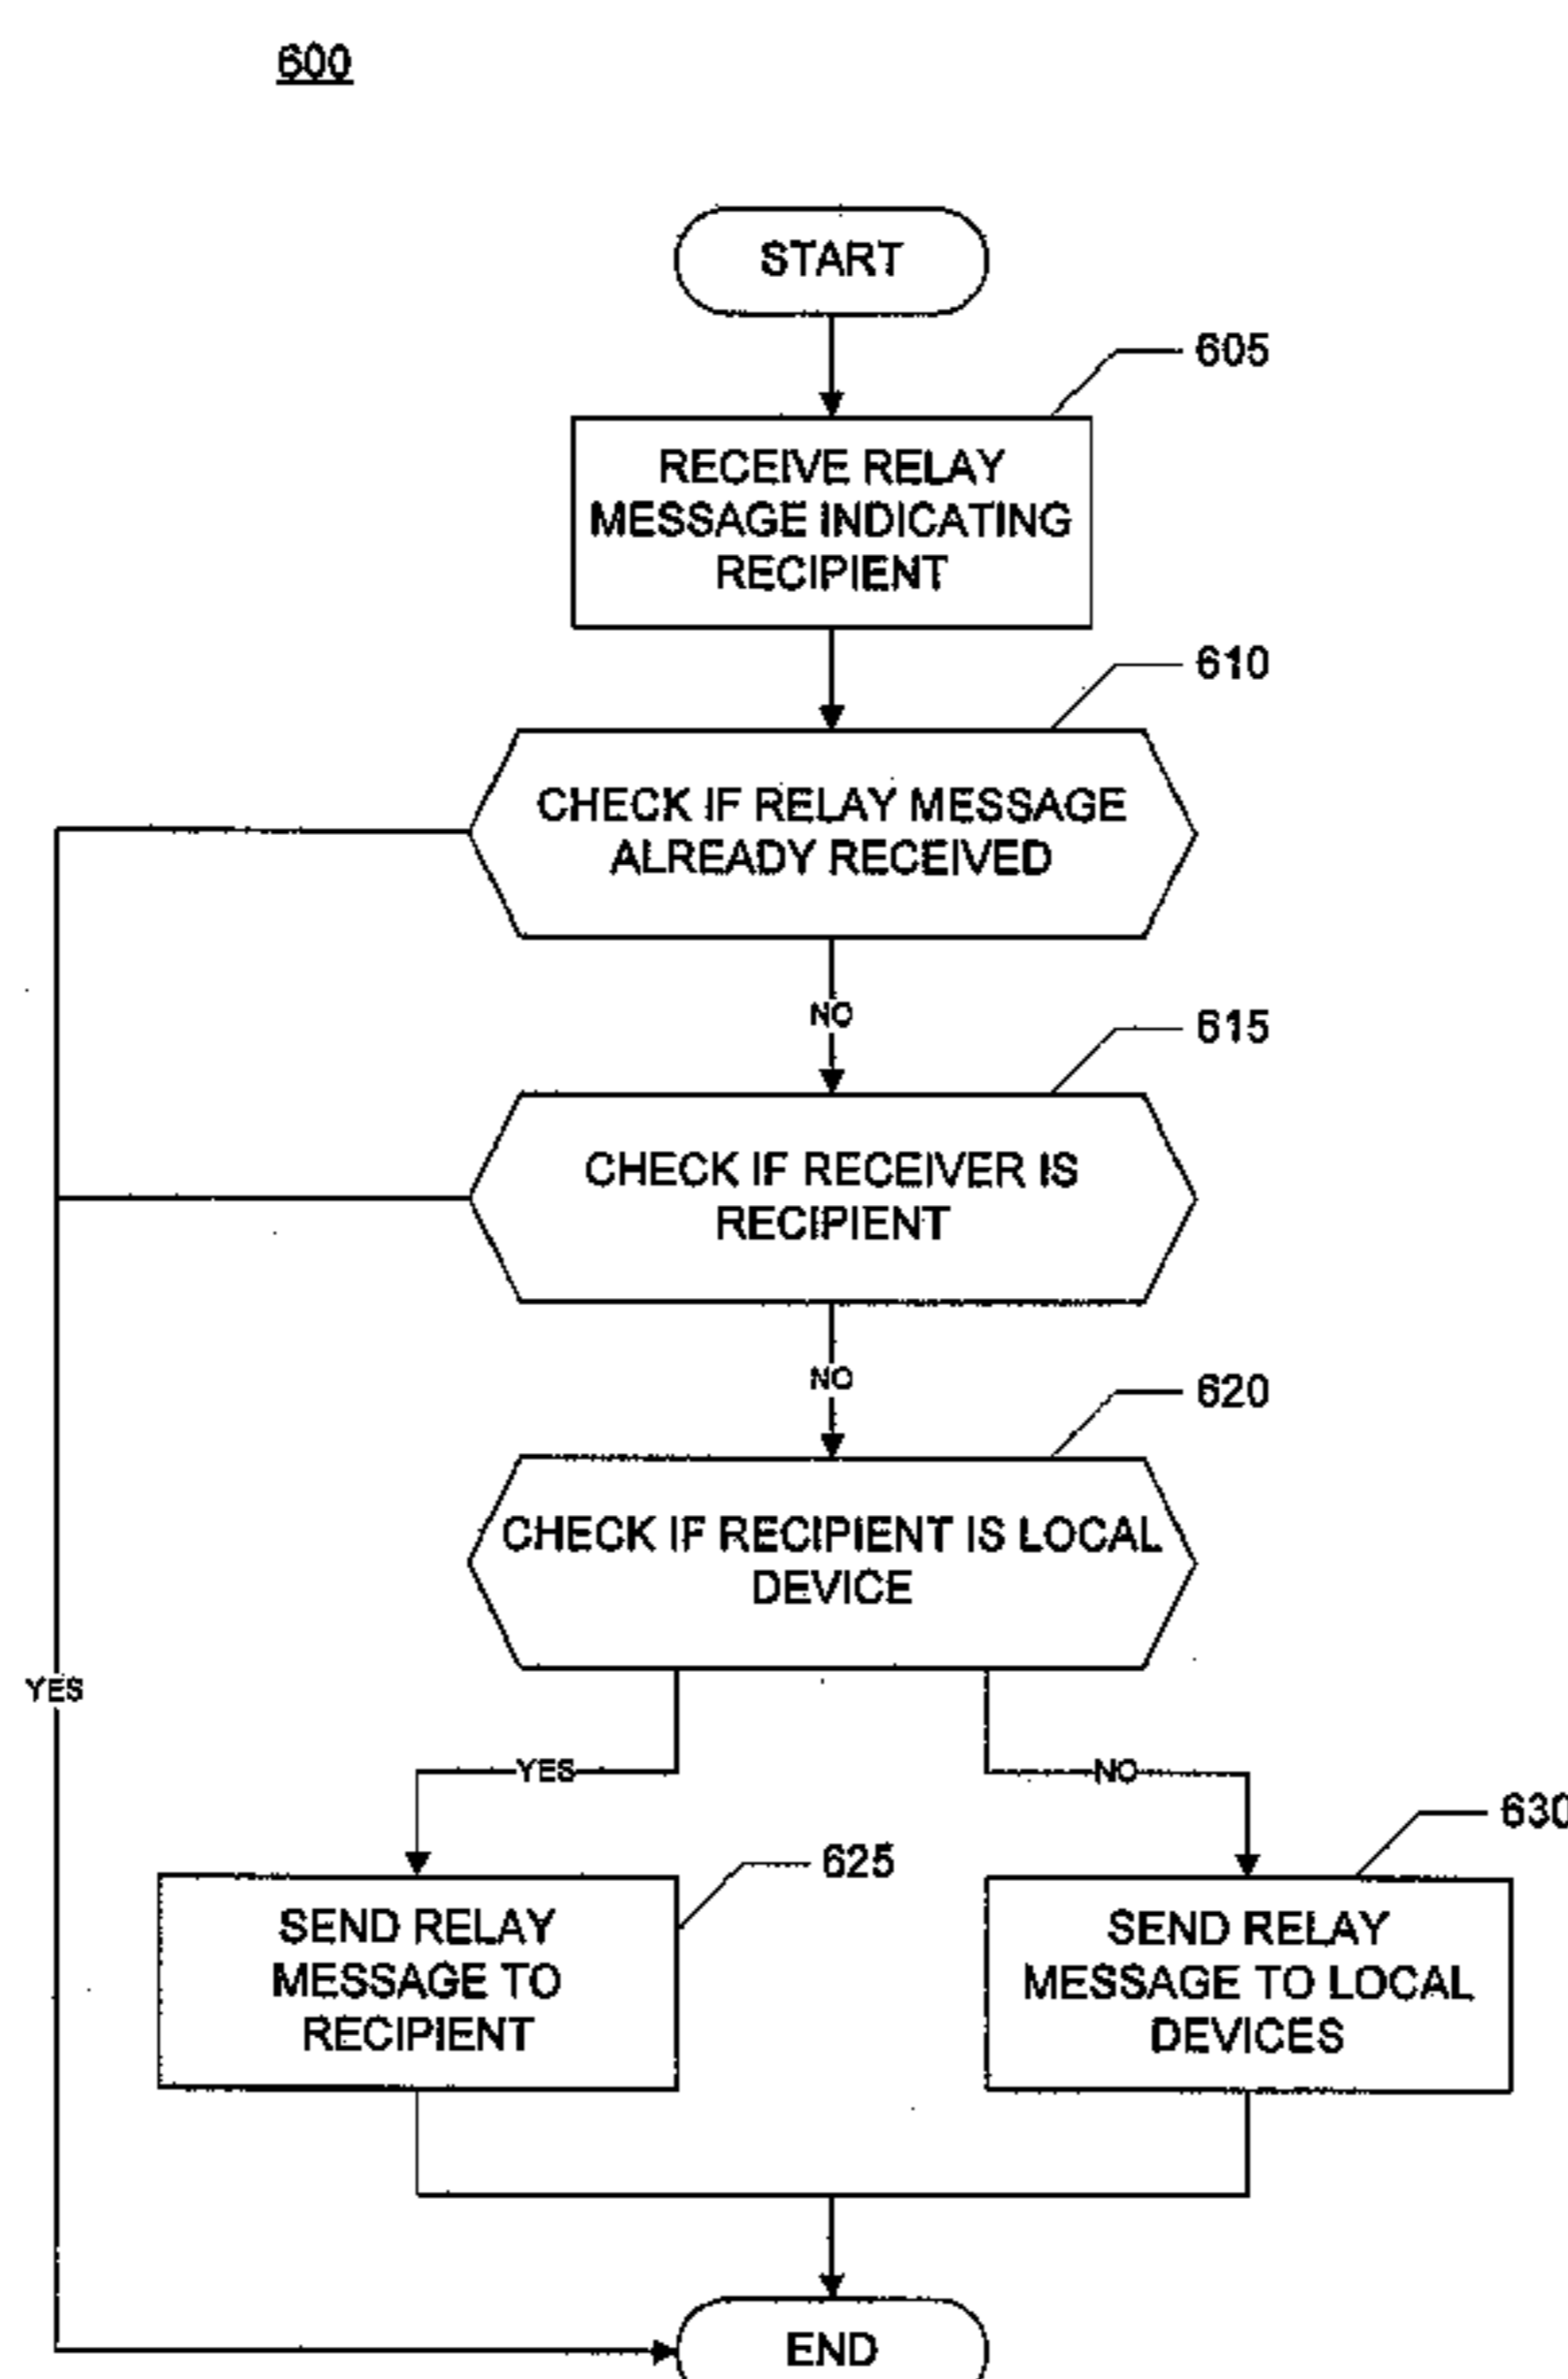 600
START
605
RECEIVE RELAY
MESSAGE INDICATING
RECIPIENT
610
CHECK IF RELAY MESSAGE
ALREADY RECEIVED
NO
615
CHECK IF RECEIVER IS
RECIPIENT
NO
620
CHECK IF RECIPIENT IS LOCAL
DEVICE
YES
YES
NO
630
625
SEND RELAY
MESSAGE TO
RECIPIENT
SEND RELAY
MESSAGE TO LOCAL
DEVICES
END